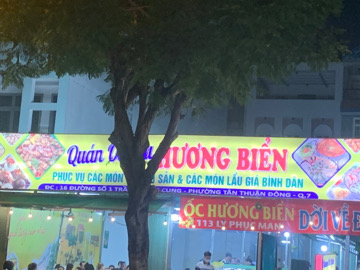 Quán HƯƠNG BIỂN
PHỤC VỤ CÁC MÓN SẢN & CÁC MÓN LẨU GIÁ BÌNH DÂN
ĐC : 16 ĐƯỜNG SỐ 1 CUNG - PHƯỜNG TÂN THUẬN ĐÔNG - Q.7
ỐC HƯƠNG BIỂN DỜI VỀ
113 LÝ PHỤC MAN